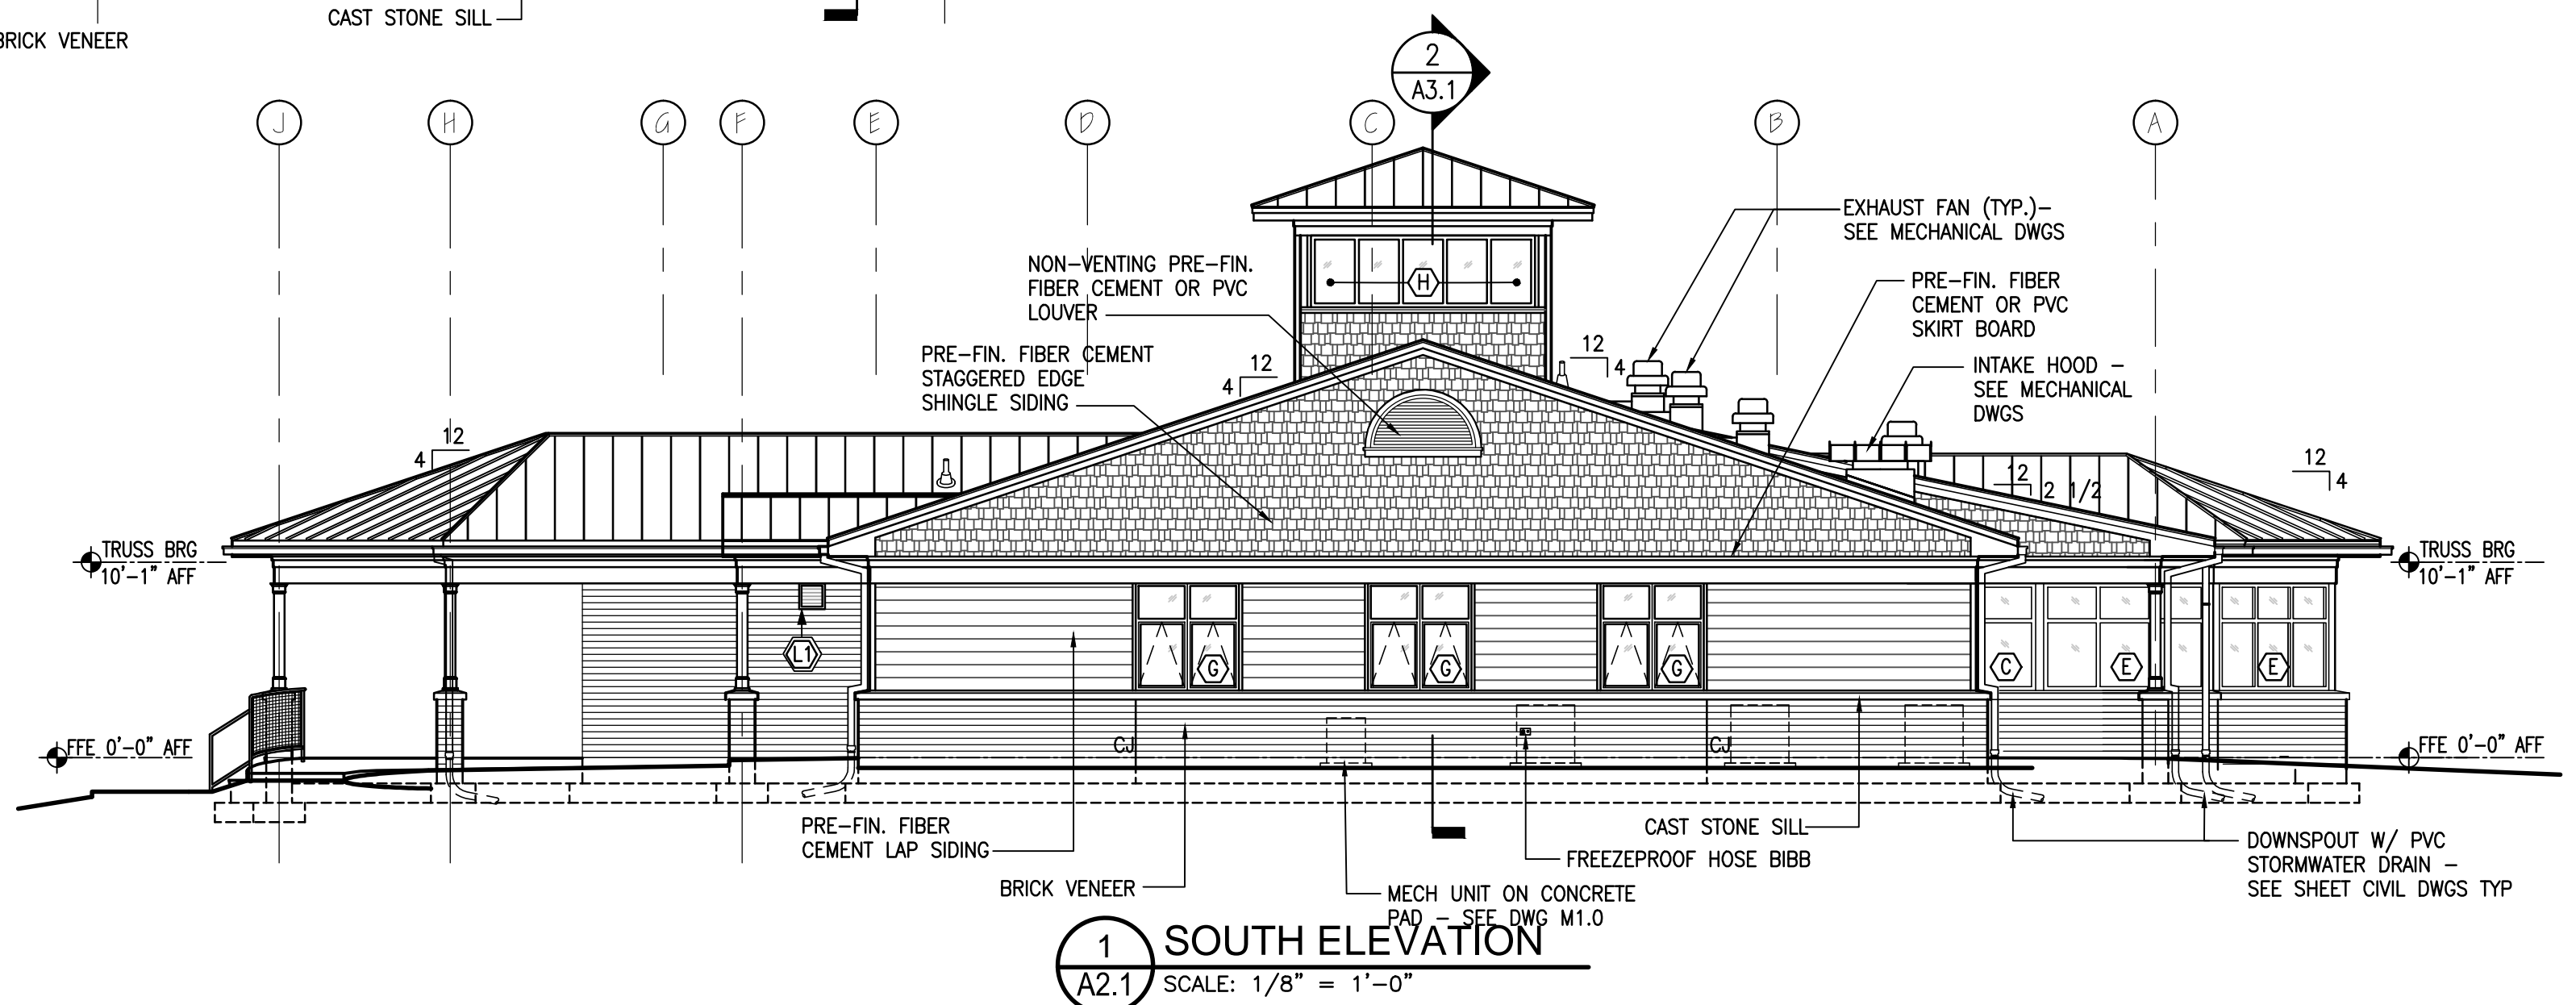 CAST STONE SILL
BRICK VENEER
2
A3.1
J
H
G
F
E
D
C
B
A
EXHAUST FAN (TYP.)–
SEE MECHANICAL DWGS
NON–VENTING PRE–FIN.
FIBER CEMENT OR PVC
LOUVER
PRE–FIN. FIBER
CEMENT OR PVC
SKIRT BOARD
H
PRE–FIN. FIBER CEMENT
STAGGERED EDGE
SHINGLE SIDING
12
4
12
4
INTAKE HOOD –
SEE MECHANICAL
DWGS
12
4
12
2 1/2
12
4
TRUSS BRG
10'–1" AFF
TRUSS BRG
10'–1" AFF
L1
G
G
G
C
E
E
FFE 0'–0" AFF
CJ
CJ
FFE 0'–0" AFF
PRE–FIN. FIBER
CEMENT LAP SIDING
CAST STONE SILL
FREEZEPROOF HOSE BIBB
DOWNSPOUT W/ PVC
STORMWATER DRAIN –
SEE SHEET CIVIL DWGS TYP
BRICK VENEER
MECH UNIT ON CONCRETE
PAD – SEE DWG M1.0
1
A2.1
SOUTH ELEVATION
SCALE: 1/8" = 1'–0"